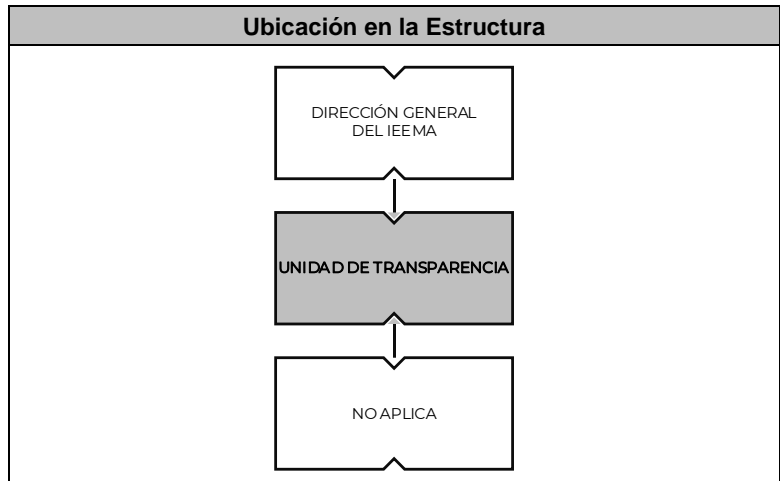 Ubicación en la Estructura
DIRECCIÓN GENERAL
DEL IEEMA
UNIDAD DE TRANSPARENCIA
NO APLICA